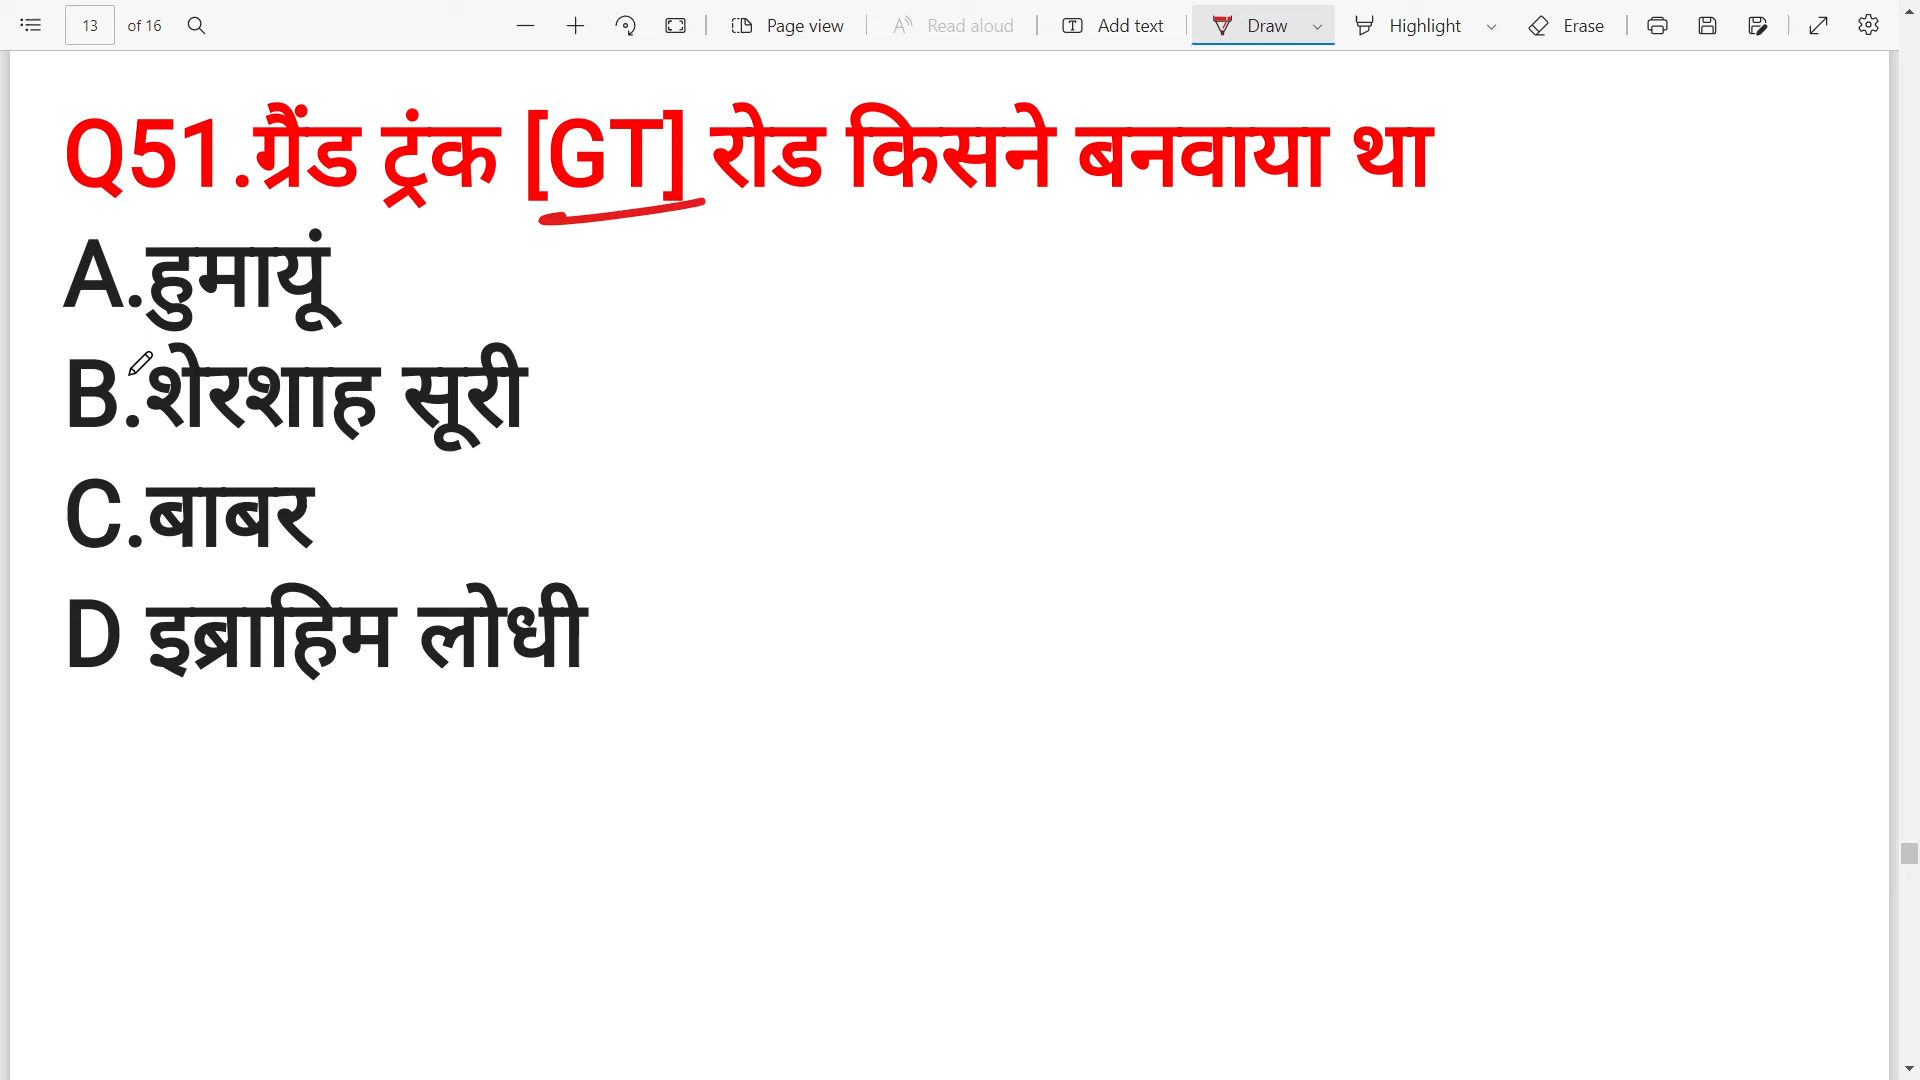 13 of 16 Page view Read aloud Add text Draw Highlight Erase
Q51.ग्रैंड ट्रंक [GT] रोड किसने बनवाया था
A.हुमायूं
B.शेरशाह सूरी
C.बाबर
D इब्राहिम लोधी